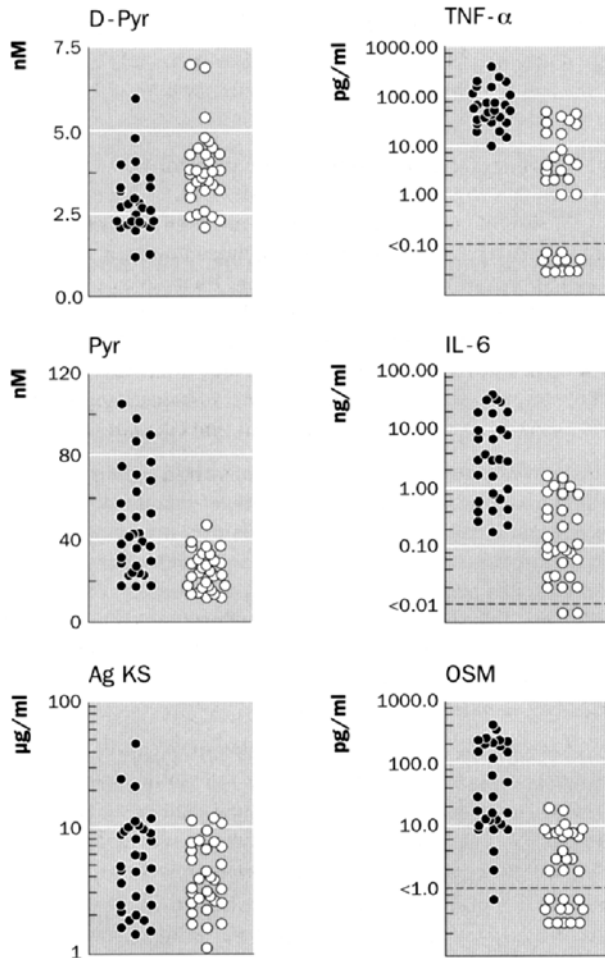 D-Pyr
nM
7.5
5.0
2.5
0.0
TNF-α
pg/ml
1000.00
100.00
10.00
1.00
<0.10
Pyr
nM
120
80
40
0
IL-6
ng/ml
100.00
10.00
1.00
0.10
<0.01
Ag KS
µg/ml
100
10
1
OSM
pg/ml
1000.0
100.0
10.0
<1.0